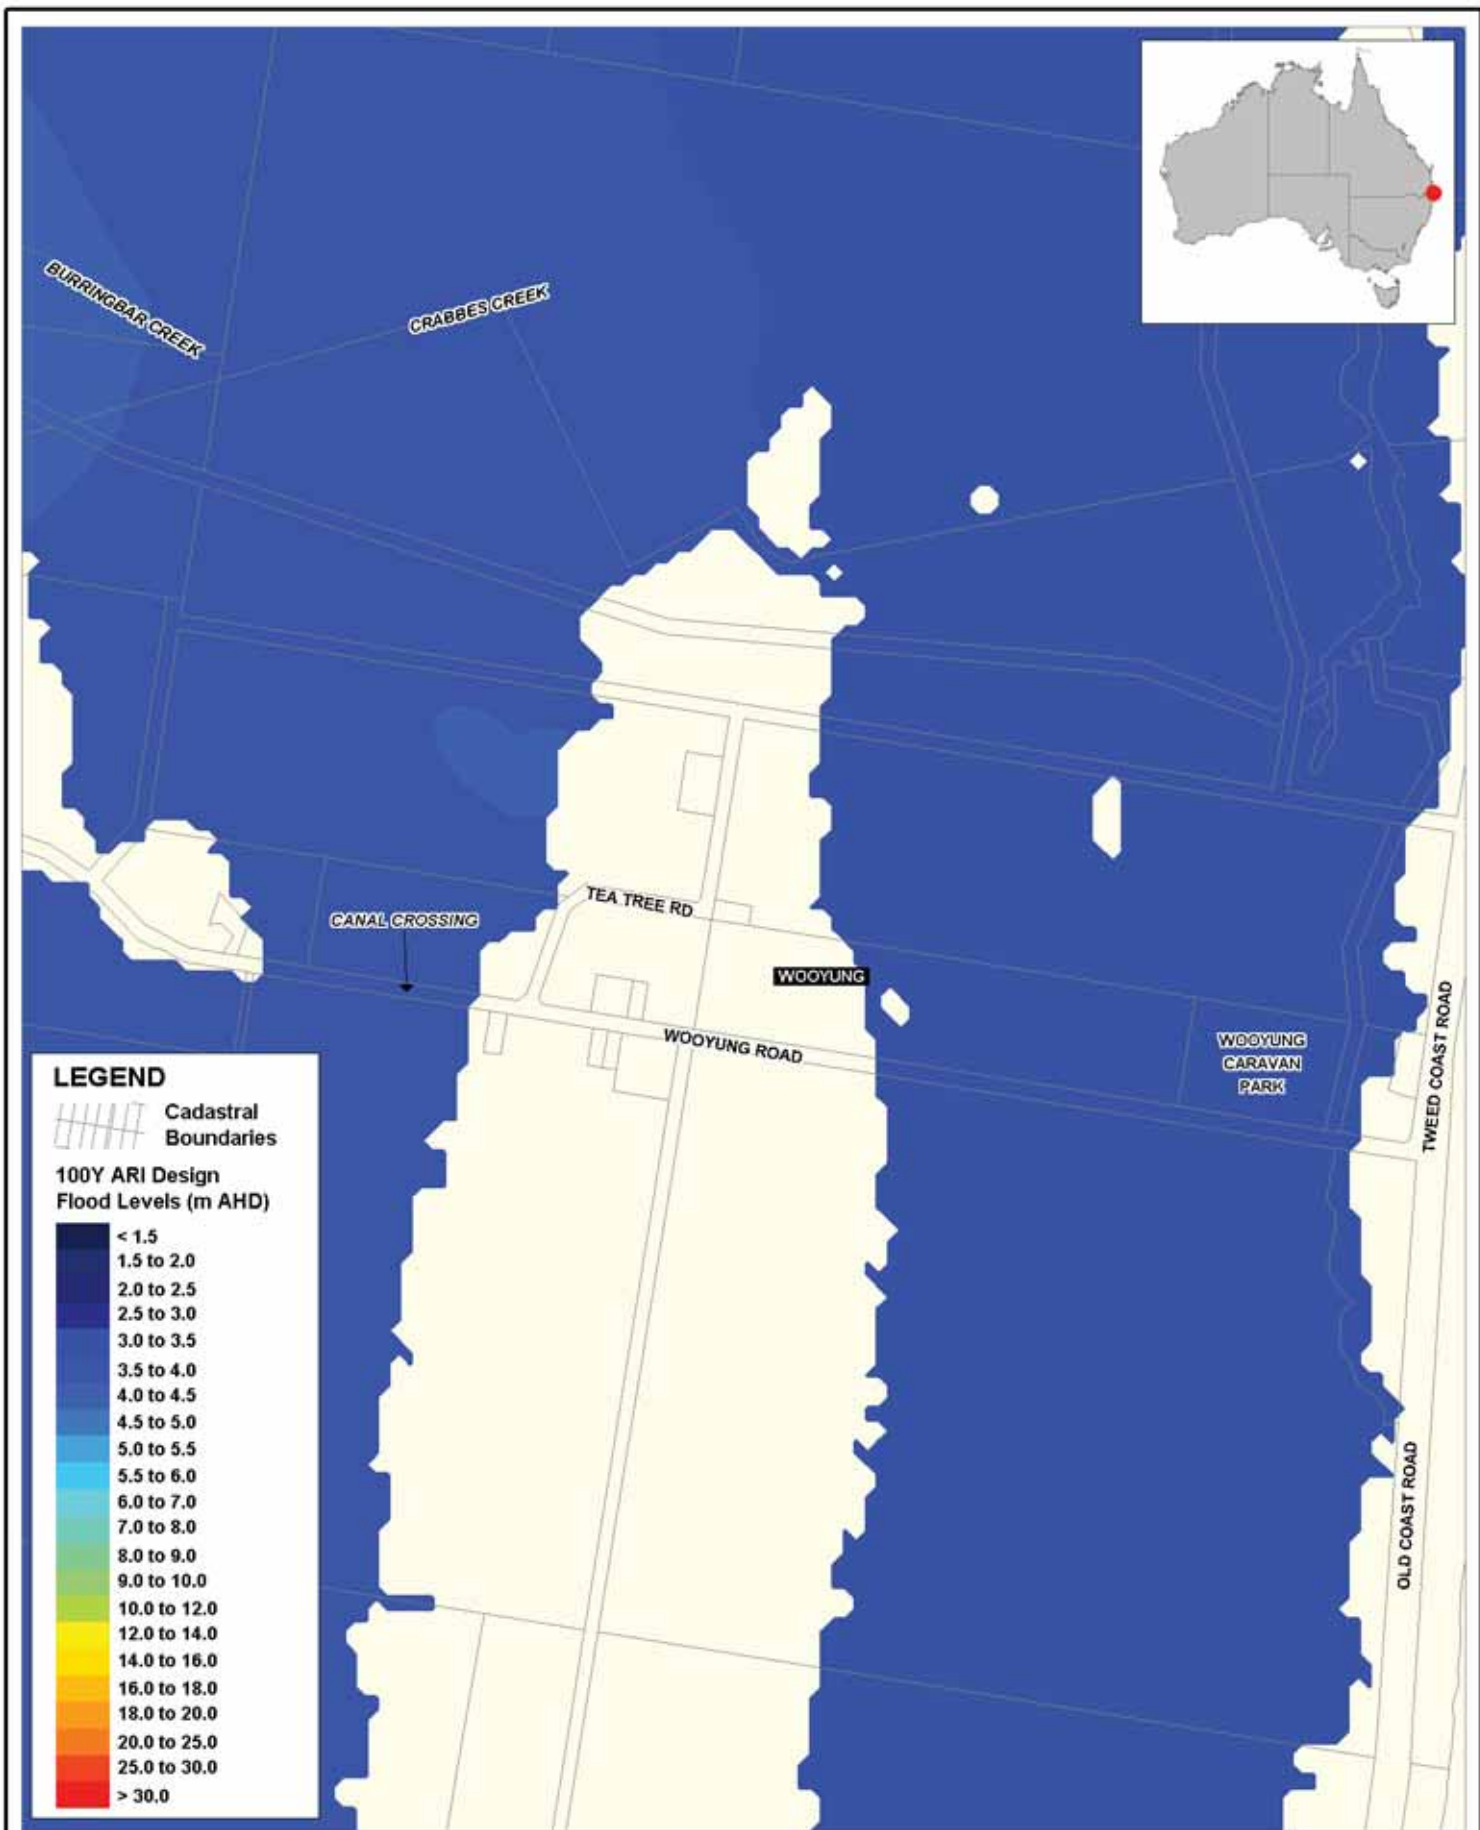 BURRINGBAR CREEK
CRABBES CREEK
TEA TREE RD
CANAL CROSSING
WOOYUNG
WOOYUNG ROAD
WOOYUNG
CARAVAN
PARK
TWEED COAST ROAD
OLD COAST ROAD
LEGEND
Cadastral
Boundaries
100Y ARI Design
Flood Levels (m AHD)
< 1.5
1.5 to 2.0
2.0 to 2.5
2.5 to 3.0
3.0 to 3.5
3.5 to 4.0
4.0 to 4.5
4.5 to 5.0
5.0 to 5.5
5.5 to 6.0
6.0 to 7.0
7.0 to 8.0
8.0 to 9.0
9.0 to 10.0
10.0 to 12.0
12.0 to 14.0
14.0 to 16.0
16.0 to 18.0
18.0 to 20.0
20.0 to 25.0
25.0 to 30.0
> 30.0